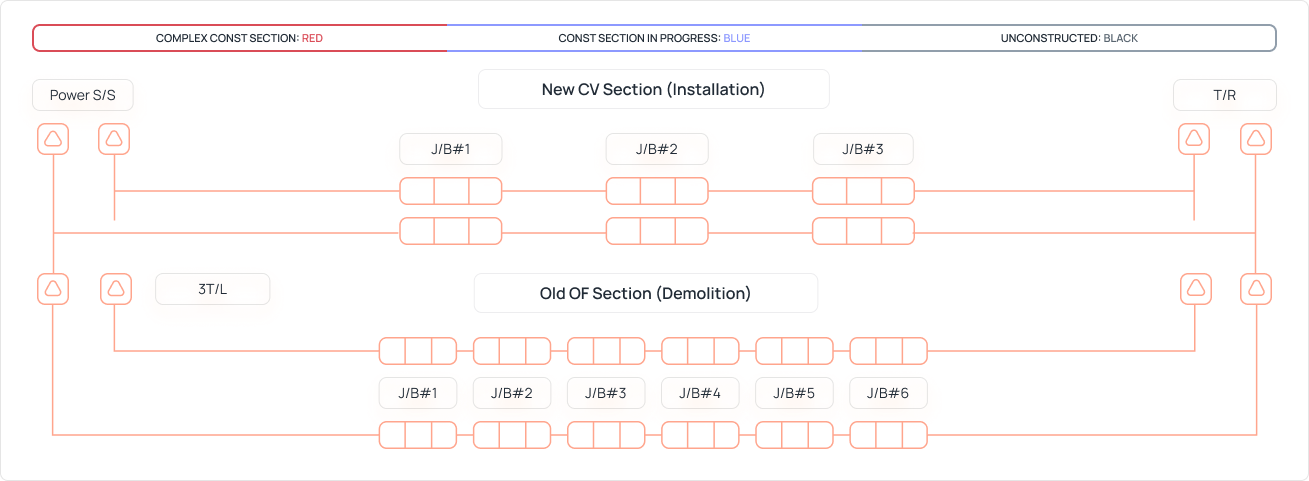 COMPLEX CONST SECTION: RED
CONST SECTION IN PROGRESS: BLUE
UNCONSTRUCTED: BLACK
Power S/S
New CV Section (Installation)
T/R
J/B#1
J/B#2
J/B#3
3T/L
Old OF Section (Demolition)
J/B#1
J/B#2
J/B#3
J/B#4
J/B#5
J/B#6